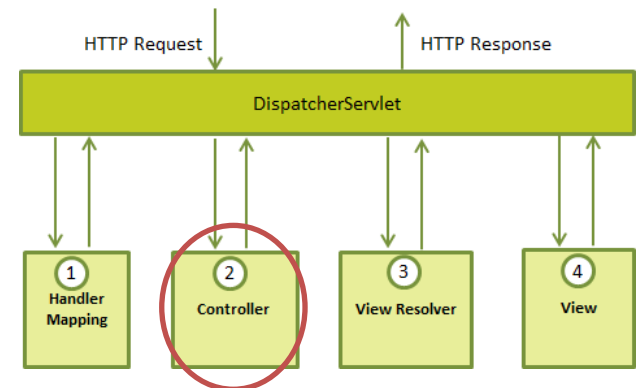 HTTP Request
HTTP Response
DispatcherServlet
1
Handler
Mapping
2
Controller
3
View Resolver
4
View